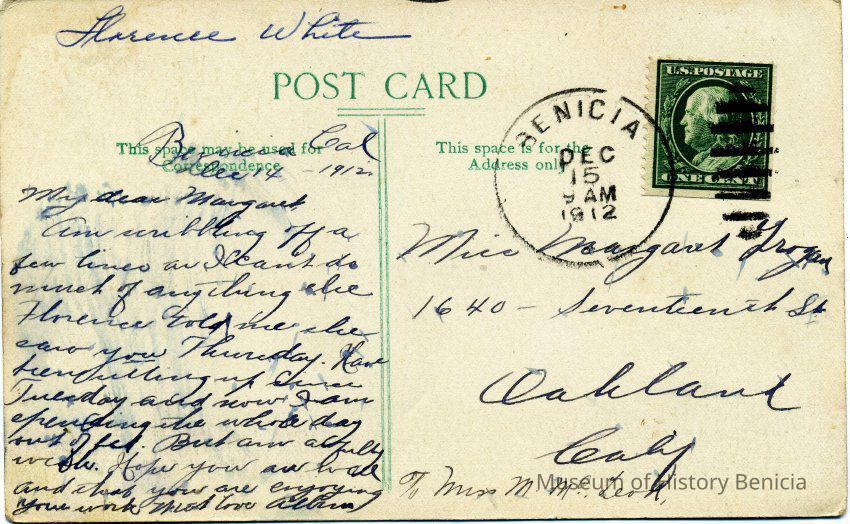 Florence White
POST CARD
This space may be used for
Correspondence
This space is for the
Address only
Benicia Cal
Dec 14 - 1912
My dear Margaret
Am scribbling off a
few lines as I can't do
much of anything else
Florence told me she
saw you Thursday. Have
been sitting up since
Tuesday and now I am
spending the whole day
out of bed. But am awfully
weak. Hope you are well
and that you are enjoying
your work. Most love
BENICIA
DEC
15
9 AM
1912
U.S. POSTAGE
ONE CENT
Miss Margaret Grogan
1640 - Seventeenth St
Oakland
Calif
To Miss M. Mc
Museum of History Benicia